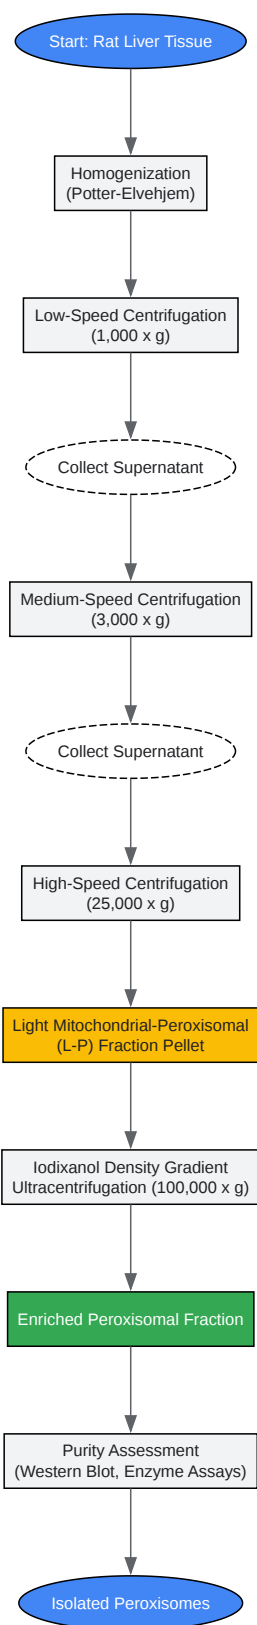 Start: Rat Liver Tissue
Homogenization
(Potter-Elvehjem)
Low-Speed Centrifugation
(1,000 x g)
Collect Supernatant
Medium-Speed Centrifugation
(3,000 x g)
Collect Supernatant
High-Speed Centrifugation
(25,000 x g)
Light Mitochondrial-Peroxisomal
(L-P) Fraction Pellet
Iodixanol Density Gradient
Ultracentrifugation (100,000 x g)
Enriched Peroxisomal Fraction
Purity Assessment
(Western Blot, Enzyme Assays)
Isolated Peroxisomes